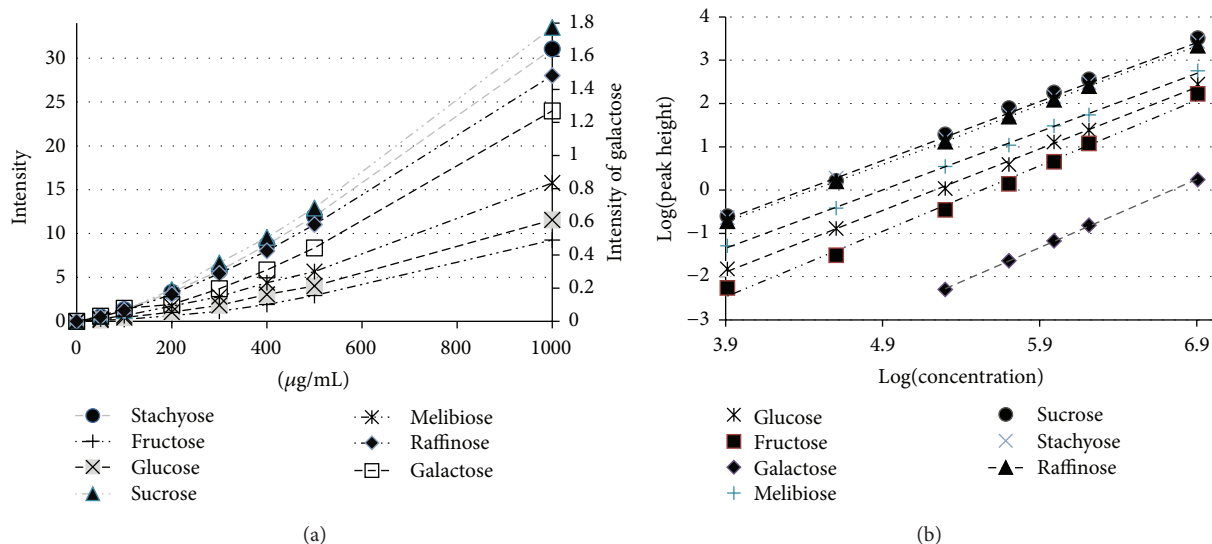 30
25
20
15
10
5
0
Intensity
1.8
1.6
1.4
1.2
1
0.8
0.6
0.4
0.2
0
Intensity of galactose
0 200 400 600 800 1000
(µg/mL)
Stachyose
Fructose
Glucose
Sucrose
Melibiose
Raffinose
Galactose
(a)
4
3
2
1
0
−1
−2
−3
Log(peak height)
3.9 4.9 5.9 6.9
Log(concentration)
Glucose
Fructose
Galactose
Melibiose
Sucrose
Stachyose
Raffinose
(b)